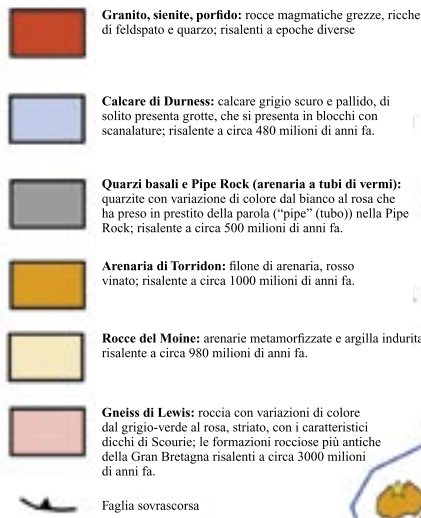 Granito, sienite, porfido: rocce magmatiche grezze, ricche
di feldspato e quarzo; risalenti a epoche diverse
Calcare di Durness: calcare grigio scuro e pallido, di
solito presenta grotte, che si presenta in blocchi con
scanalature; risalente a circa 480 milioni di anni fa.
Quarzi basali e Pipe Rock (arenaria a tubi di vermi):
quarzite con variazione di colore dal bianco al rosa che
ha preso in prestito della parola (“pipe” (tubo)) nella Pipe
Rock; risalente a circa 500 milioni di anni fa.
Arenaria di Torridon: filone di arenaria, rosso
vinato; risalente a circa 1000 milioni di anni fa.
Rocce del Moine: arenarie metamorfizzate e argilla indurita
risalente a circa 980 milioni di anni fa.
Gneiss di Lewis: roccia con variazioni di colore
dal grigio-verde al rosa, striato, con i caratteristici
dicchi di Scourie; le formazioni rocciose più antiche
della Gran Bretagna risalenti a circa 3000 milioni
di anni fa.
Faglia sovrascorsa